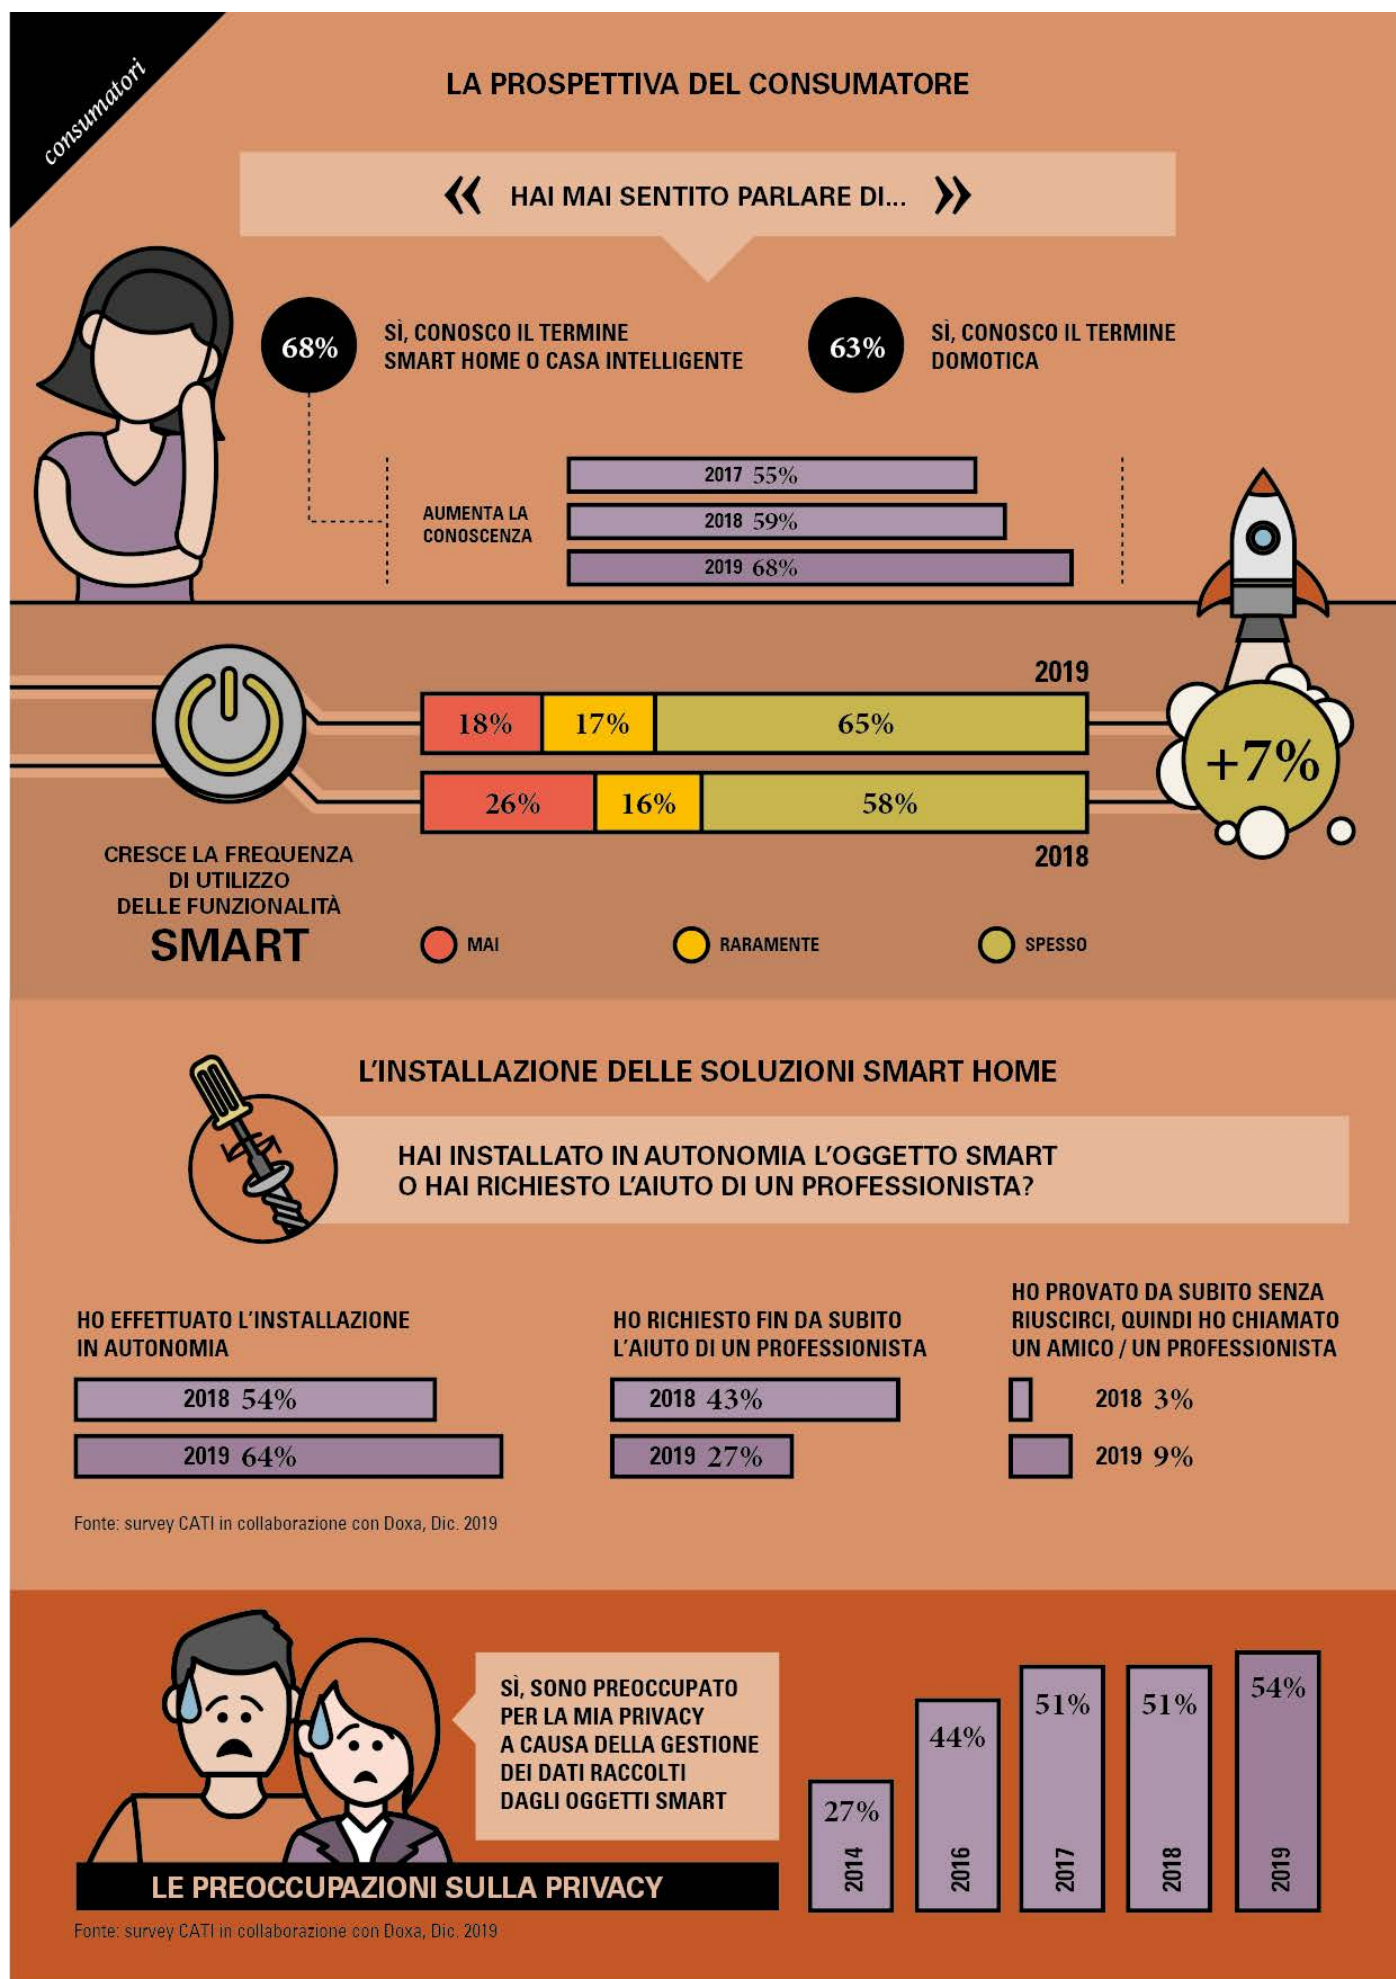 consumatori
LA PROSPETTIVA DEL CONSUMATORE
« HAI MAI SENTITO PARLARE DI... »
68%
SÌ, CONOSCO IL TERMINE
SMART HOME O CASA INTELLIGENTE
63%
SÌ, CONOSCO IL TERMINE
DOMOTICA
AUMENTA LA
CONOSCENZA
2017 55%
2018 59%
2019 68%
2019
18% 17% 65%
26% 16% 58%
2018
+7%
CRESCE LA FREQUENZA
DI UTILIZZO
DELLE FUNZIONALITÀ
SMART
MAI
RARAMENTE
SPESSO
L'INSTALLAZIONE DELLE SOLUZIONI SMART HOME
HAI INSTALLATO IN AUTONOMIA L'OGGETTO SMART
O HAI RICHIESTO L'AIUTO DI UN PROFESSIONISTA?
HO EFFETTUATO L'INSTALLAZIONE
IN AUTONOMIA
2018 54%
2019 64%
HO RICHIESTO FIN DA SUBITO
L'AIUTO DI UN PROFESSIONISTA
2018 43%
2019 27%
HO PROVATO DA SUBITO SENZA
RIUSCIRCI, QUINDI HO CHIAMATO
UN AMICO / UN PROFESSIONISTA
2018 3%
2019 9%
Fonte: survey CATI in collaborazione con Doxa, Dic. 2019
SÌ, SONO PREOCCUPATO
PER LA MIA PRIVACY
A CAUSA DELLA GESTIONE
DEI DATI RACCOLTI
DAGLI OGGETTI SMART
27%
2014
44%
2016
51%
2017
51%
2018
54%
2019
LE PREOCCUPAZIONI SULLA PRIVACY
Fonte: survey CATI in collaborazione con Doxa, Dic. 2019